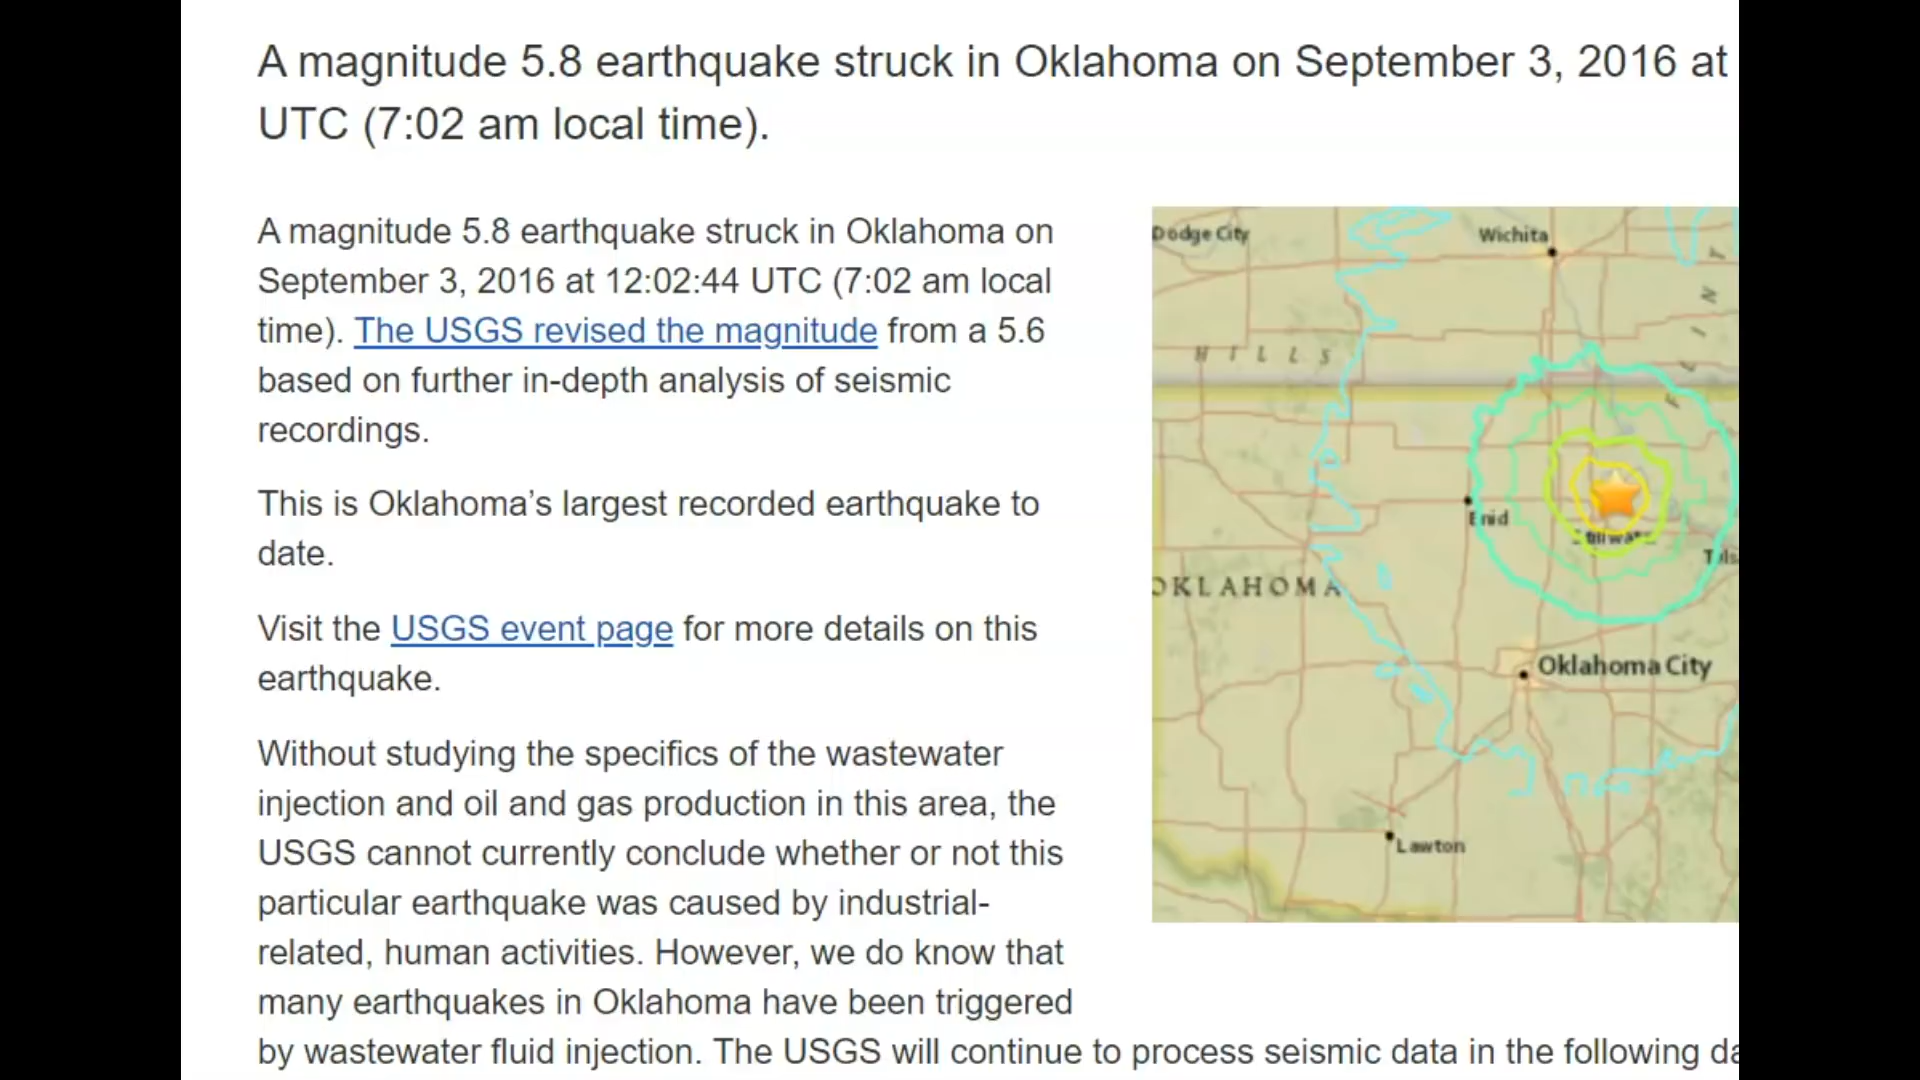 A magnitude 5.8 earthquake struck in Oklahoma on September 3, 2016 at
UTC (7:02 am local time).
A magnitude 5.8 earthquake struck in Oklahoma on
September 3, 2016 at 12:02:44 UTC (7:02 am local
time). The USGS revised the magnitude from a 5.6
based on further in-depth analysis of seismic
recordings.
This is Oklahoma’s largest recorded earthquake to
date.
Visit the USGS event page for more details on this
earthquake.
Without studying the specifics of the wastewater
injection and oil and gas production in this area, the
USGS cannot currently conclude whether or not this
particular earthquake was caused by industrial-
related, human activities. However, we do know that
many earthquakes in Oklahoma have been triggered
by wastewater fluid injection. The USGS will continue to process seismic data in the following
Dodge City
Wichita
HILLS
FLINT
Enid
OKLAHOMA
Oklahoma City
Lawton